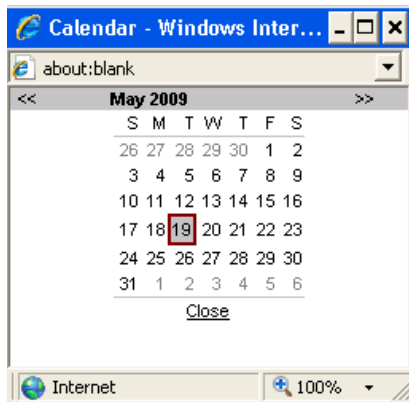 Calendar - Windows Inter...
about:blank
<< May 2009 >>
S M T W T F S
26 27 28 29 30 1 2
3 4 5 6 7 8 9
10 11 12 13 14 15 16
17 18 19 20 21 22 23
24 25 26 27 28 29 30
31 1 2 3 4 5 6
Close
Internet 100%